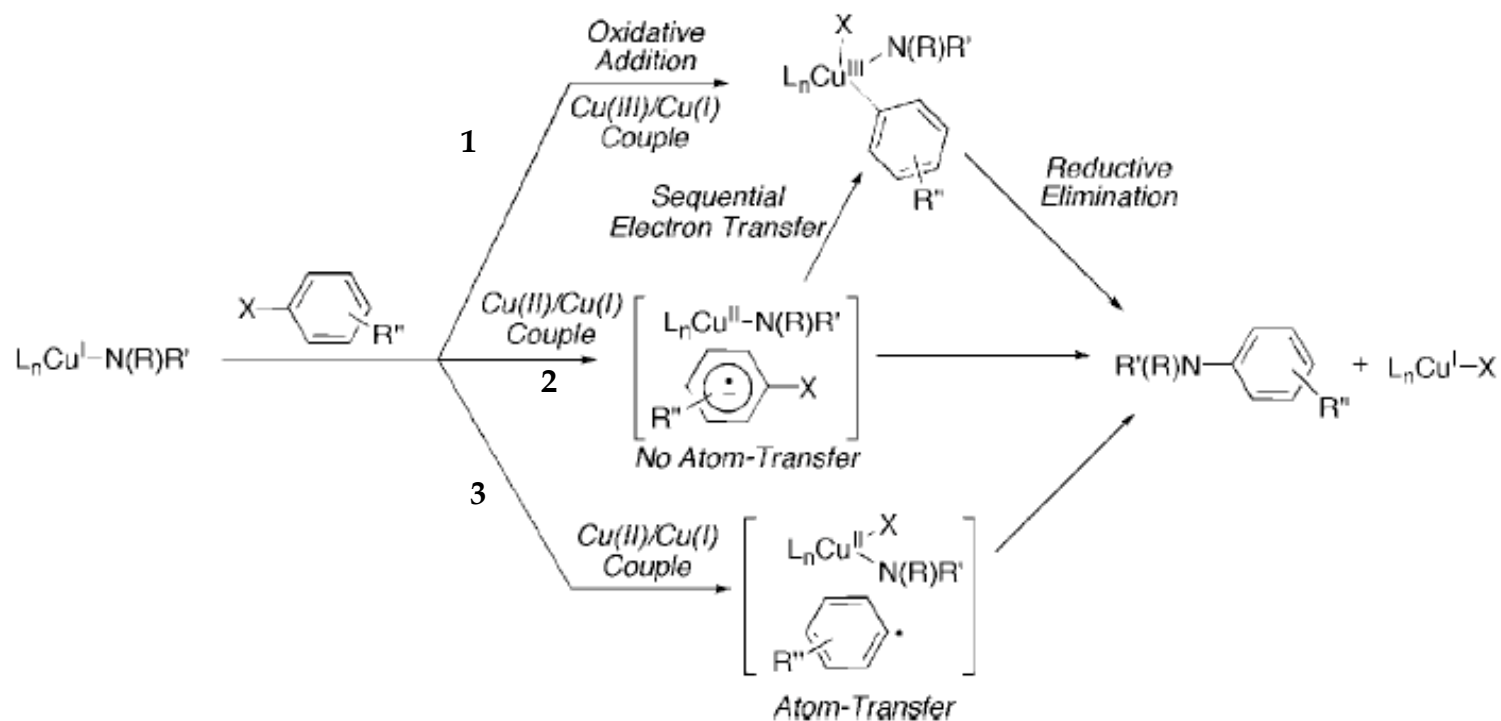 Oxidative
Addition
Cu(III)/Cu(I)
Couple
1
X
N(R)R'
LnCuIII
R"
Sequential
Electron Transfer
Reductive
Elimination
X
R"
LnCuI-N(R)R'
Cu(II)/Cu(I)
Couple
2
LnCuII-N(R)R'
•
−
X
R"
No Atom-Transfer
R'(R)N
R"
+ LnCuI-X
3
Cu(II)/Cu(I)
Couple
LnCuII
X
N(R)R'
R"
•
Atom-Transfer